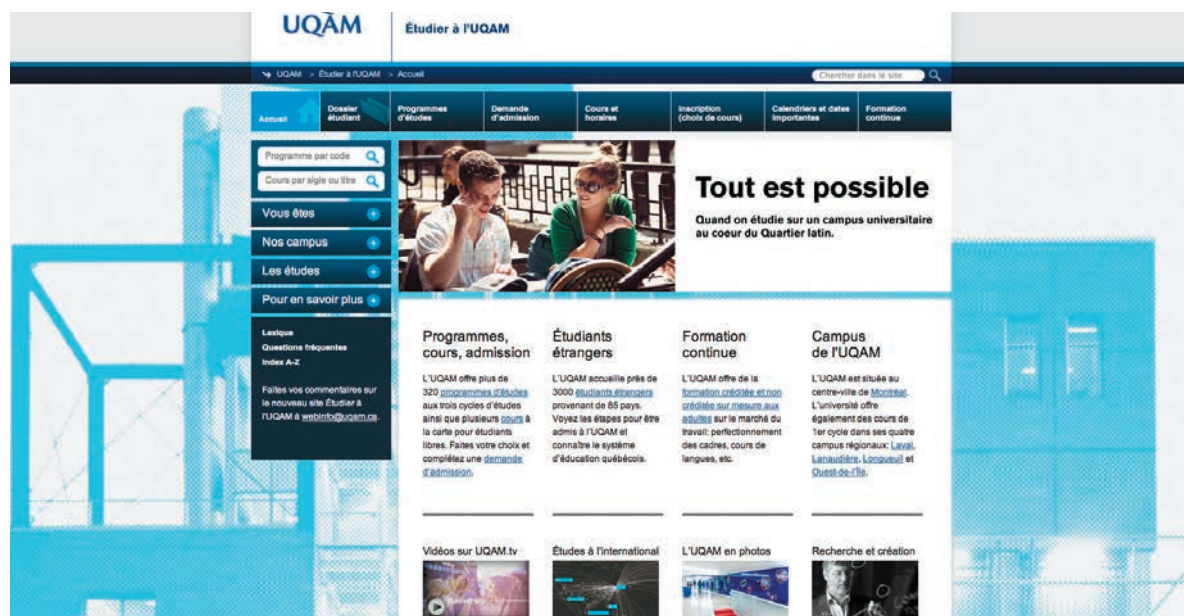 UQÀM
Étudier à l'UQAM
UQAM > Étudier à l'UQAM > Accueil
Chercher dans le site
Accueil
Dossier
étudiant
Programmes
d'études
Demande
d'admission
Cours et
horaires
Inscription
(choix de cours)
Calendriers et dates
importantes
Formation
continue
Programme par code
Cours par sigle ou titre
Vous êtes
Nos campus
Les études
Pour en savoir plus
Lexique
Questions fréquentes
Index A-Z
Faites vos commentaires sur
le nouveau site Étudier à
l'UQAM à webinfo@uqam.ca.
Tout est possible
Quand on étudie sur un campus universitaire
au coeur du Quartier latin.
Programmes,
cours, admission
L'UQAM offre plus de
320 programmes d'études
aux trois cycles d'études
ainsi que plusieurs cours à
la carte pour étudiants
libres. Faites votre choix et
complétez une demande
d'admission.
Étudiants
étrangers
L'UQAM accueille près de
3000 étudiants étrangers
provenant de 85 pays.
Voyez les étapes pour être
admis à l'UQAM et
connaître le système
d'éducation québécois.
Formation
continue
L'UQAM offre de la
formation créditée et non
créditée sur mesure aux
adultes sur le marché du
travail: perfectionnement
des cadres, cours de
langues, etc.
Campus
de l'UQAM
L'UQAM est située au
centre-ville de Montréal.
L'université offre
également des cours de
1er cycle dans ses quatre
campus régionaux: Laval,
Lanaudière, Longueuil et
Ouest-de-l'Île.
Vidéos sur UQAM.tv
Études à l'international
L'UQAM en photos
Recherche et création